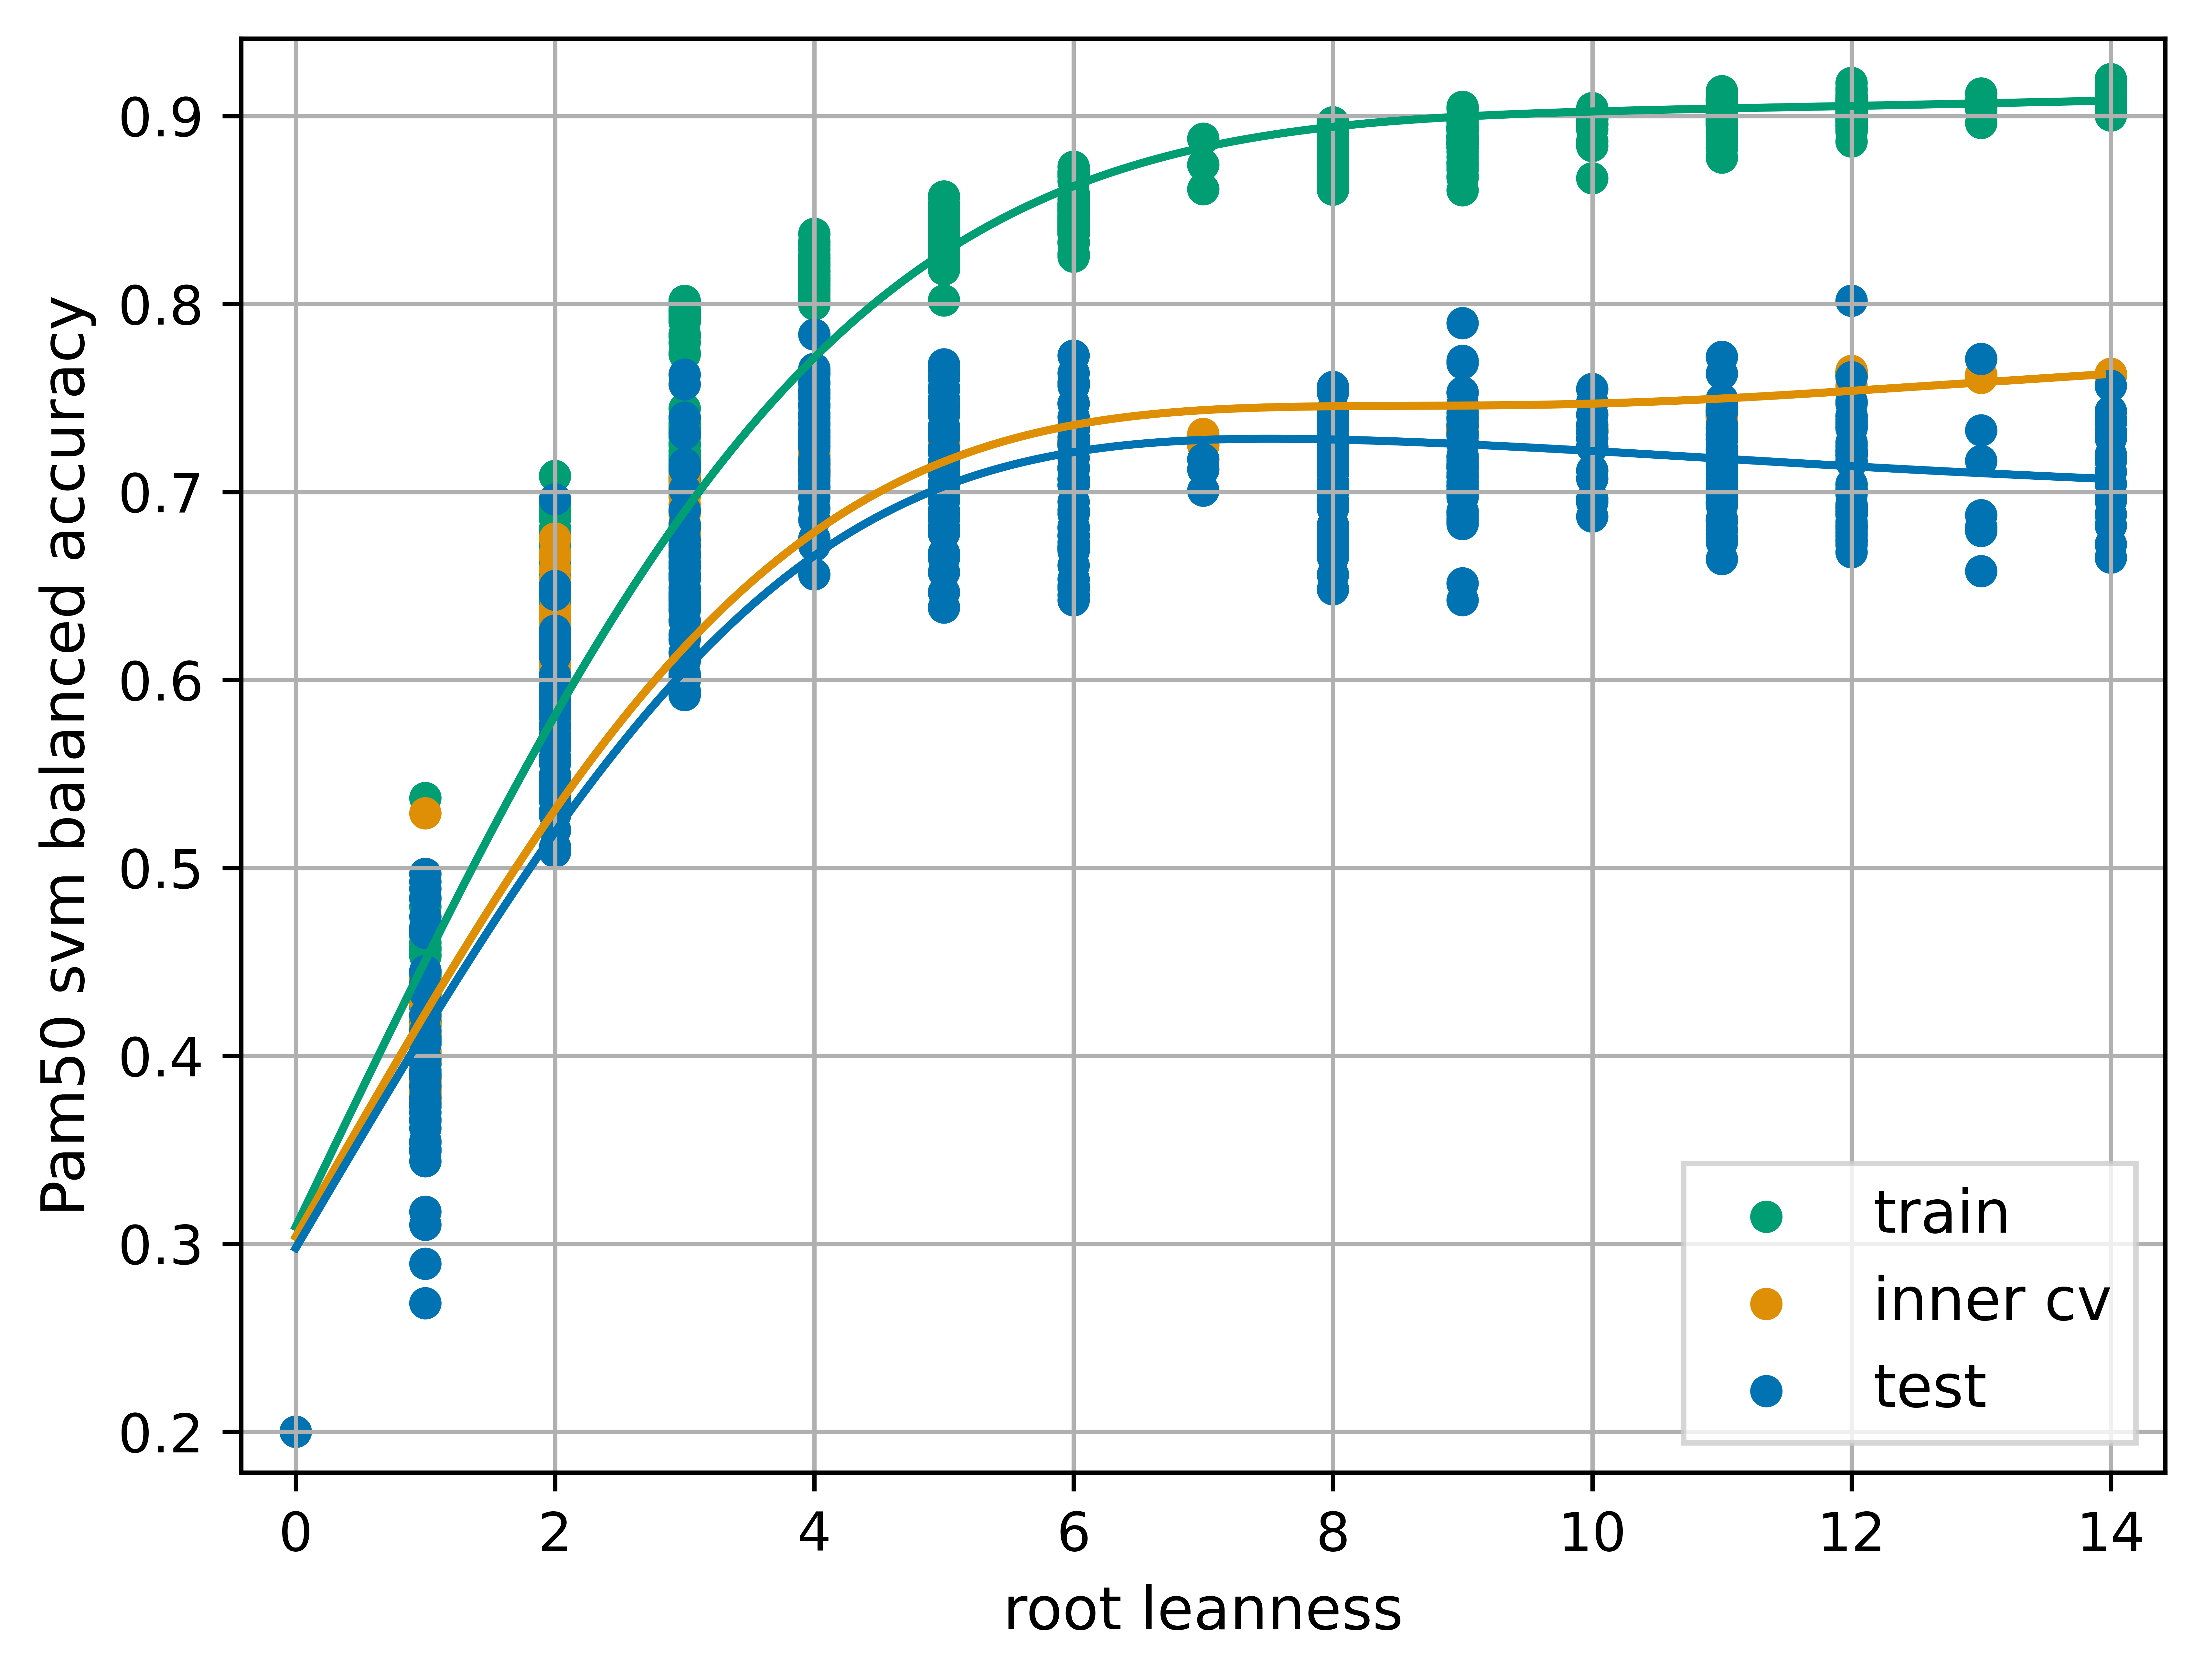 Pam50 svm balanced accuracy
0.9
0.8
0.7
0.6
0.5
0.4
0.3
0.2
train
inner cv
test
0 2 4 6 8 10 12 14
root leanness